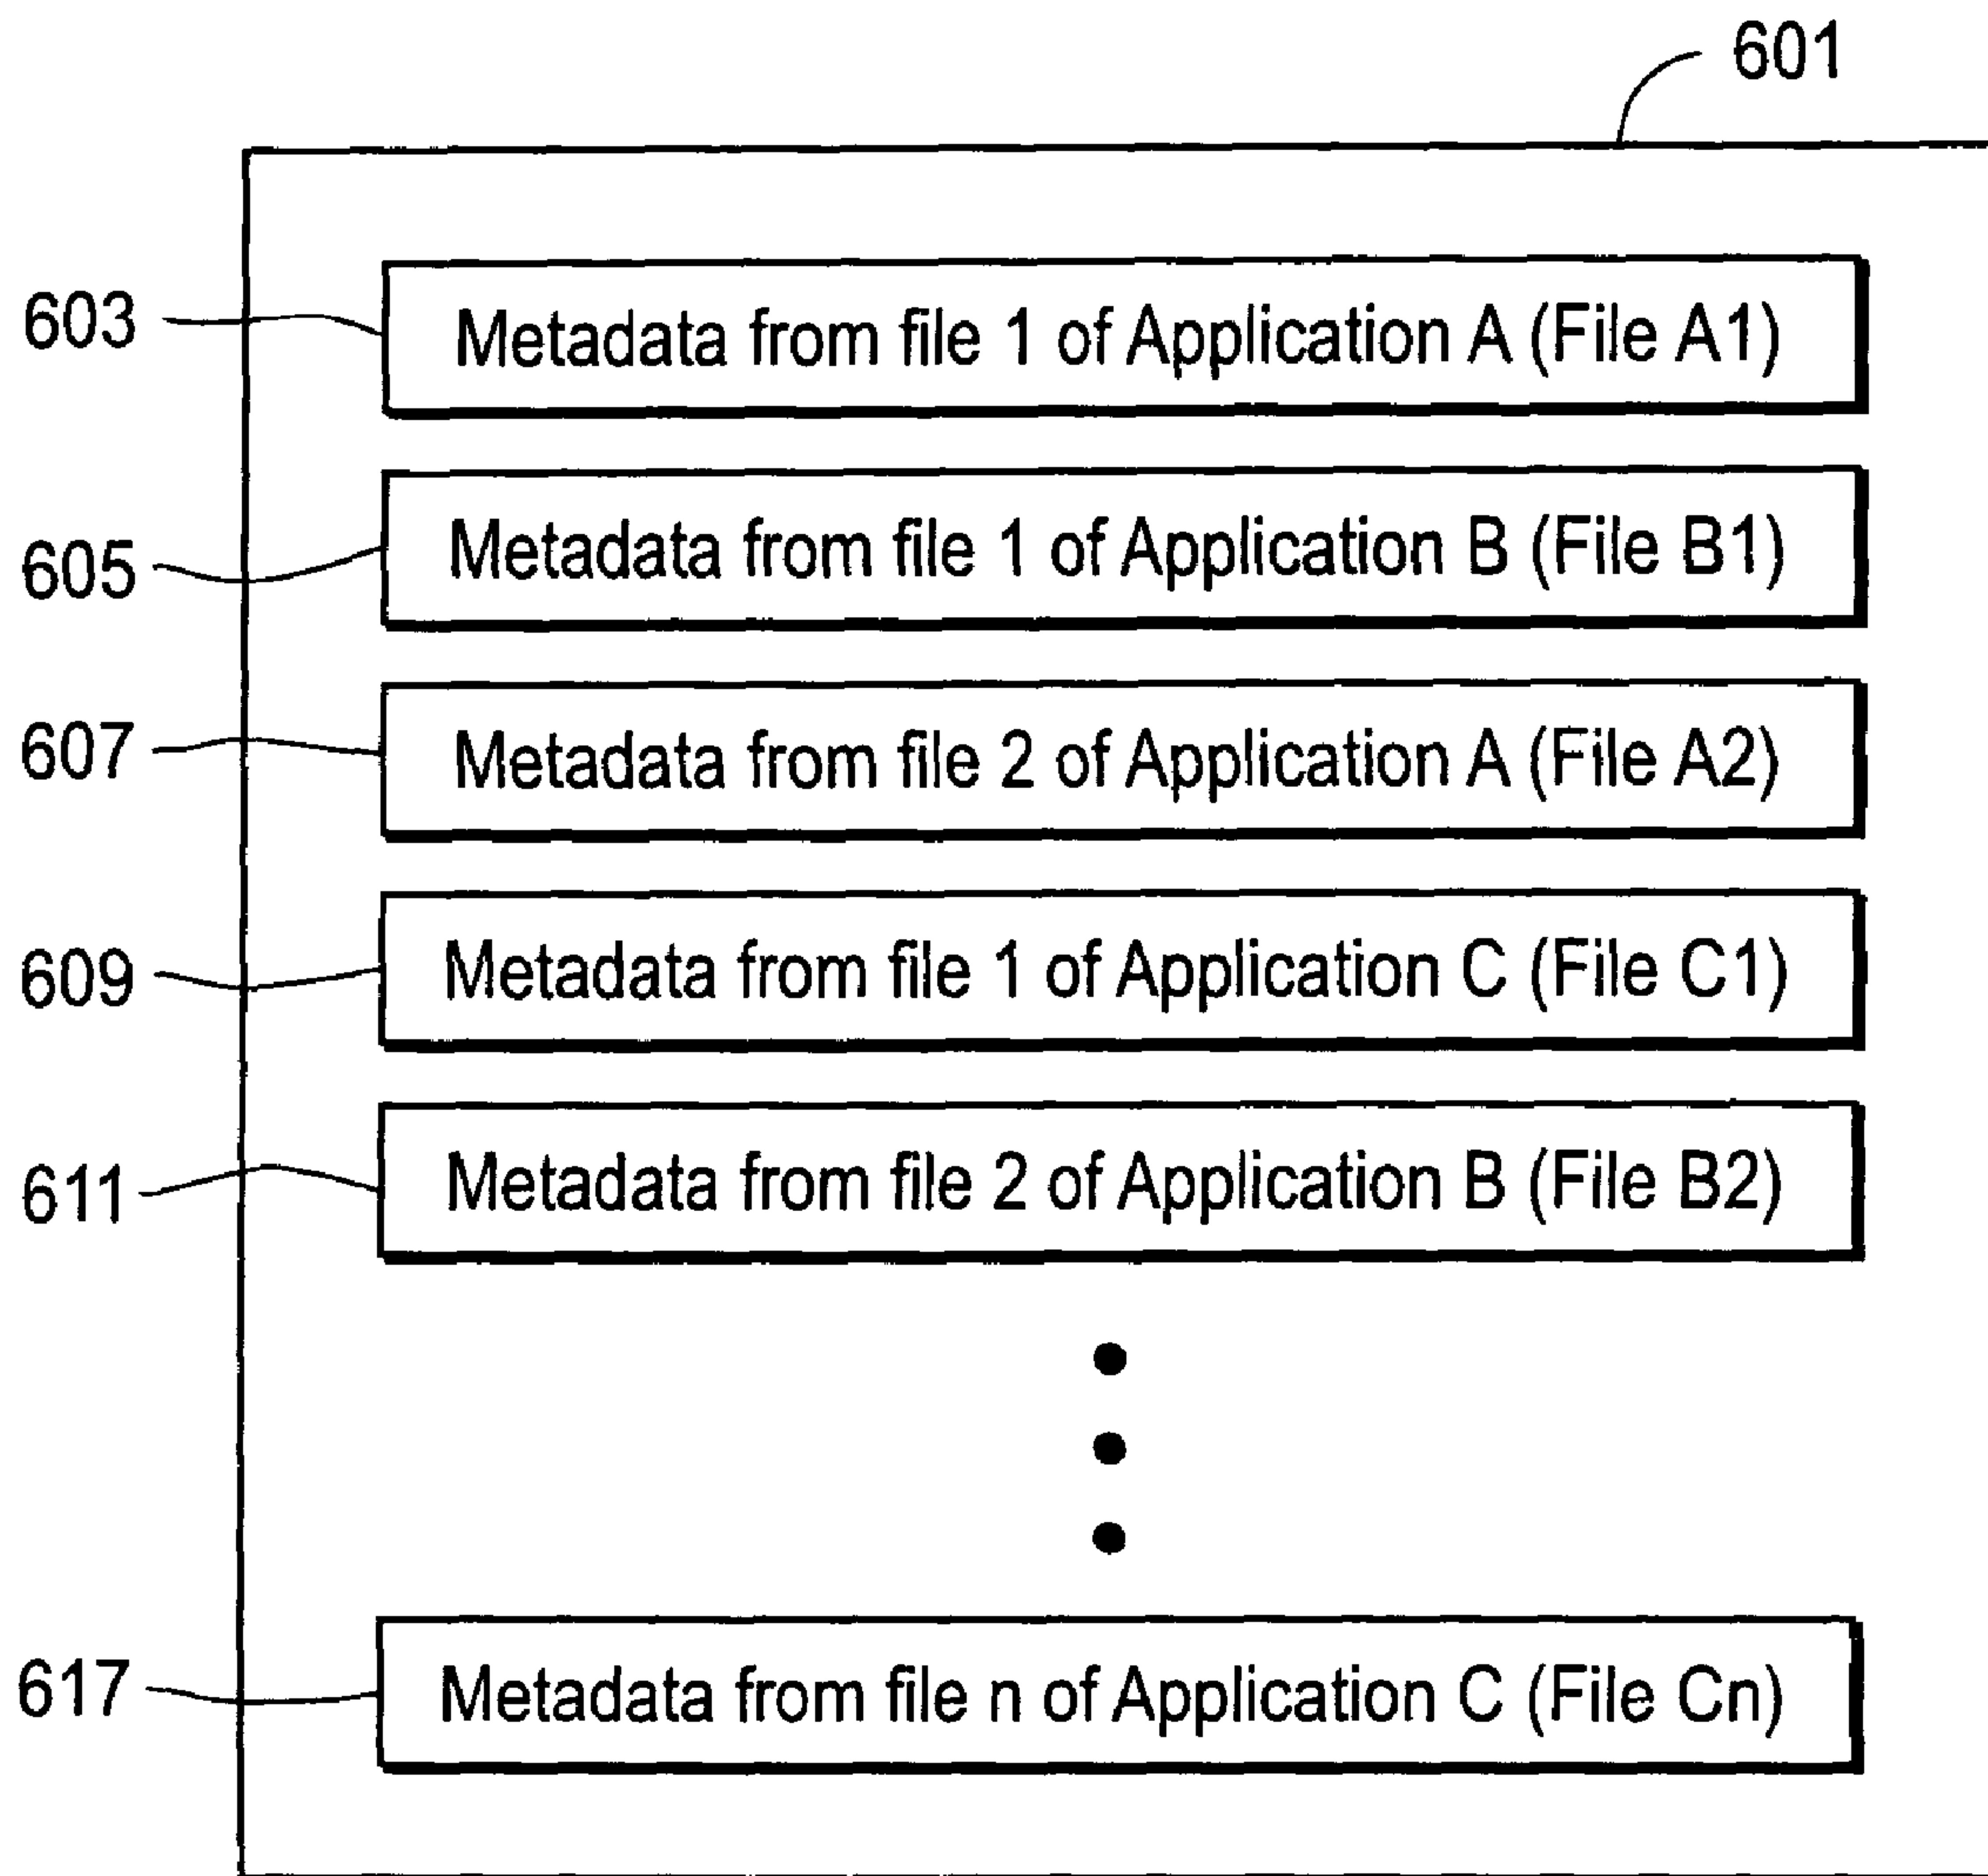 601
603 Metadata from file 1 of Application A (File A1)
605 Metadata from file 1 of Application B (File B1)
607 Metadata from file 2 of Application A (File A2)
609 Metadata from file 1 of Application C (File C1)
611 Metadata from file 2 of Application B (File B2)
617 Metadata from file n of Application C (File Cn)